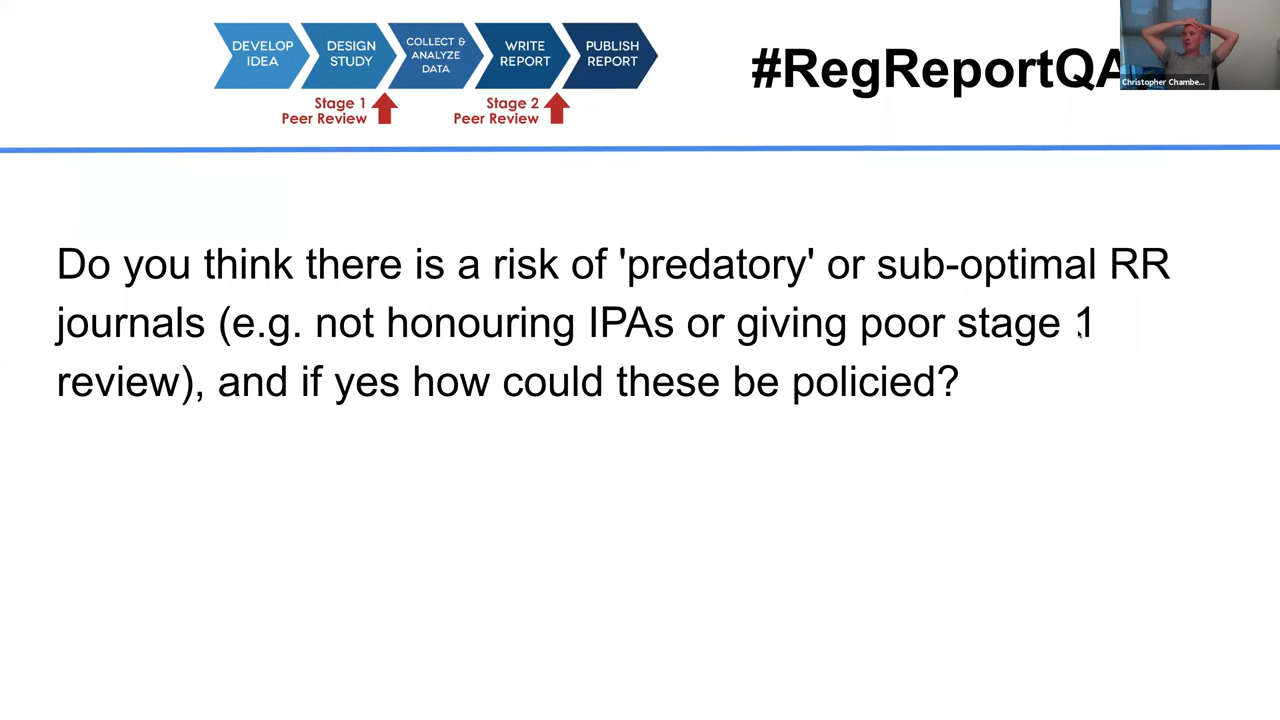 DEVELOP IDEA
DESIGN STUDY
COLLECT & ANALYZE DATA
WRITE REPORT
PUBLISH REPORT
Stage 1
Peer Review
Stage 2
Peer Review
#RegReportQA
Christopher Chambe...
Do you think there is a risk of 'predatory' or sub-optimal RR
journals (e.g. not honouring IPAs or giving poor stage 1
review), and if yes how could these be policied?